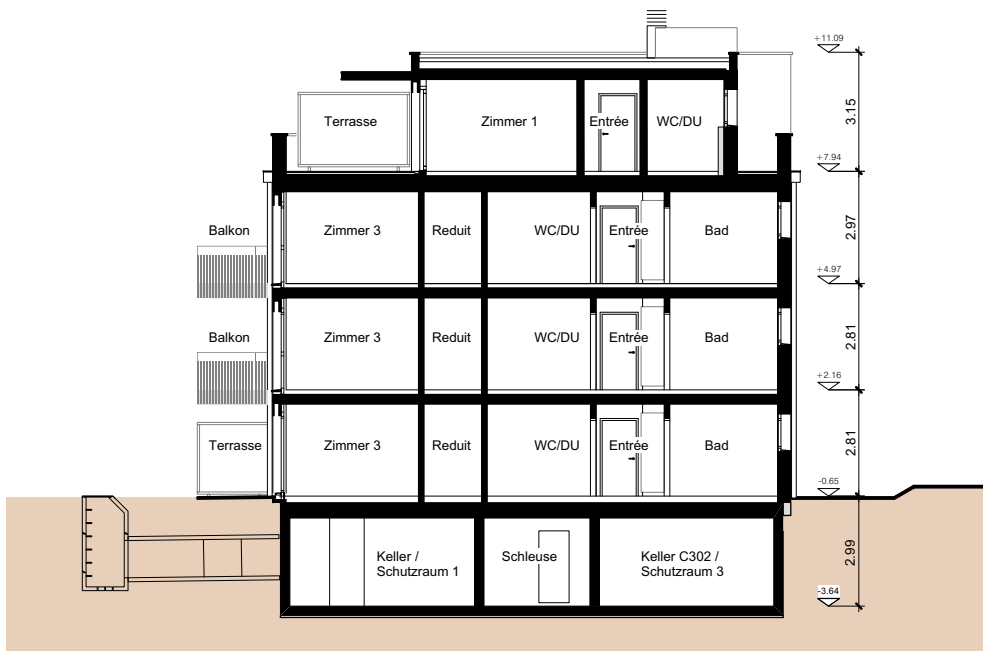 +11.09
3.15
Terrasse
Zimmer 1
Entrée
WC/DU
+7.94
2.97
Balkon
Zimmer 3
Reduit
WC/DU
Entrée
Bad
+4.97
2.81
Balkon
Zimmer 3
Reduit
WC/DU
Entrée
Bad
+2.16
2.81
Terrasse
Zimmer 3
Reduit
WC/DU
Entrée
Bad
-0.65
2.99
Keller /
Schutzraum 1
Schleuse
Keller C302 /
Schutzraum 3
-3.64